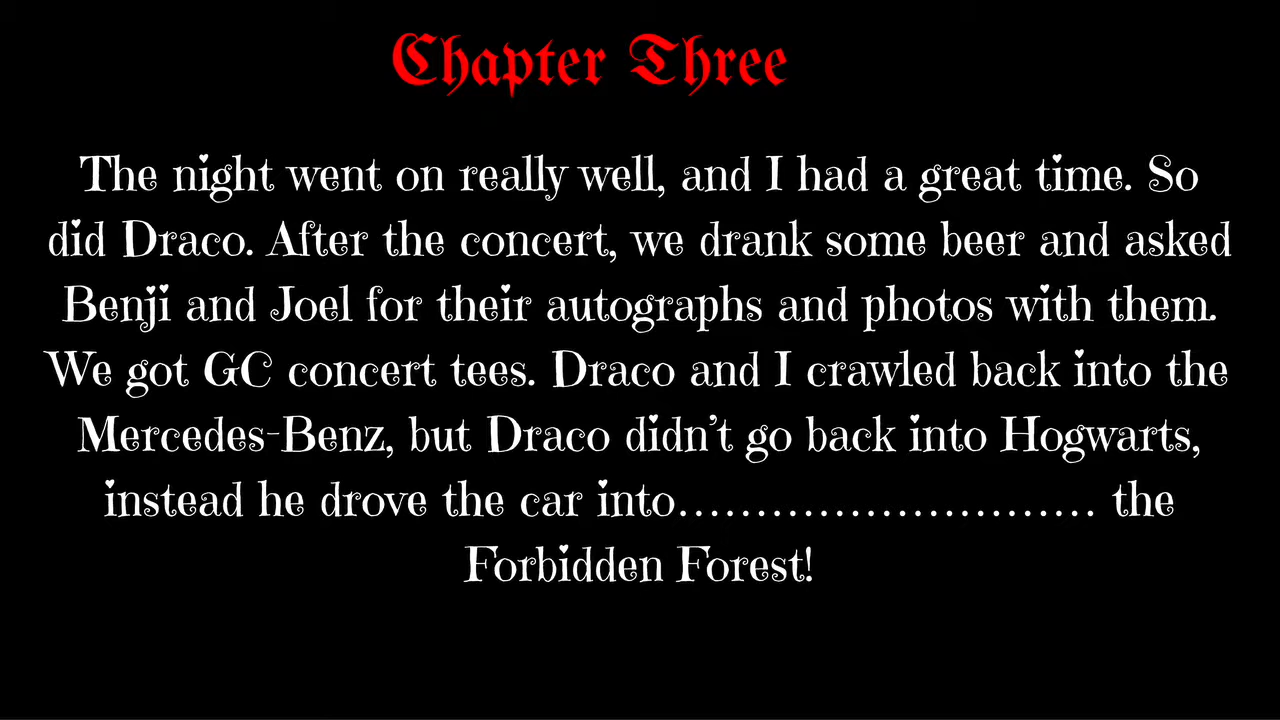 Chapter Three
The night went on really well, and I had a great time. So
did Draco. After the concert, we drank some beer and asked
Benji and Joel for their autographs and photos with them.
We got GC concert tees. Draco and I crawled back into the
Mercedes-Benz, but Draco didn’t go back into Hogwarts,
instead he drove the car into……………………… the
Forbidden Forest!